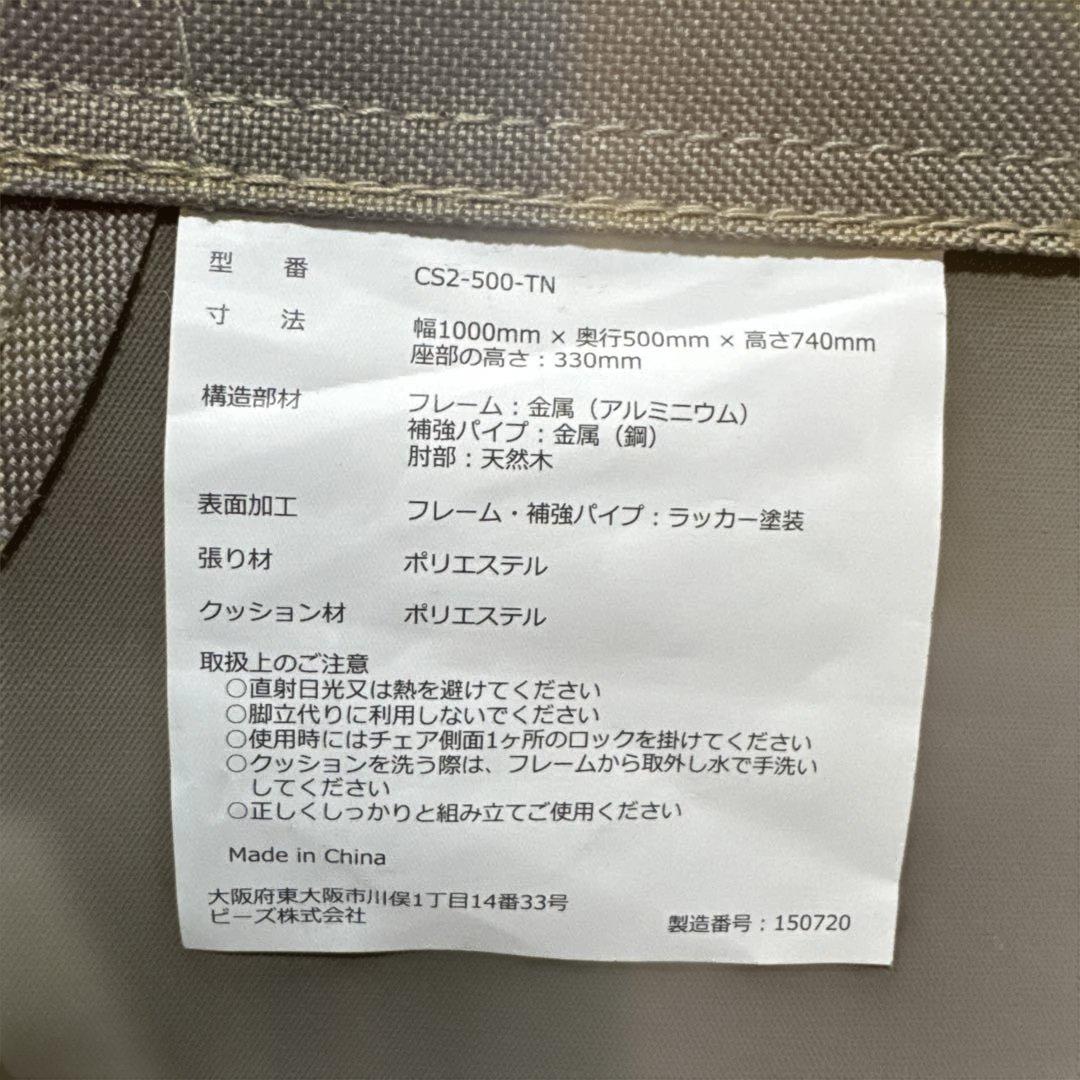 型 番 CS2-500-TN
寸 法 幅1000mm × 奥行500mm × 高さ740mm
座部の高さ：330mm
構造部材 フレーム：金属（アルミニウム）
補強パイプ：金属（鋼）
肘部：天然木
表面加工 フレーム・補強パイプ：ラッカー塗装
張り材 ポリエステル
クッション材 ポリエステル
取扱上のご注意
○直射日光又は熱を避けてください
○脚立代りに利用しないでください
○使用時にはチェア側面1ヶ所のロックを掛けてください
○クッションを洗う際は、フレームから取外し水で手洗い
してください
○正しくしっかりと組み立てご使用ください
Made in China
大阪府東大阪市川俣1丁目14番33号
ビーズ株式会社
製造番号：150720